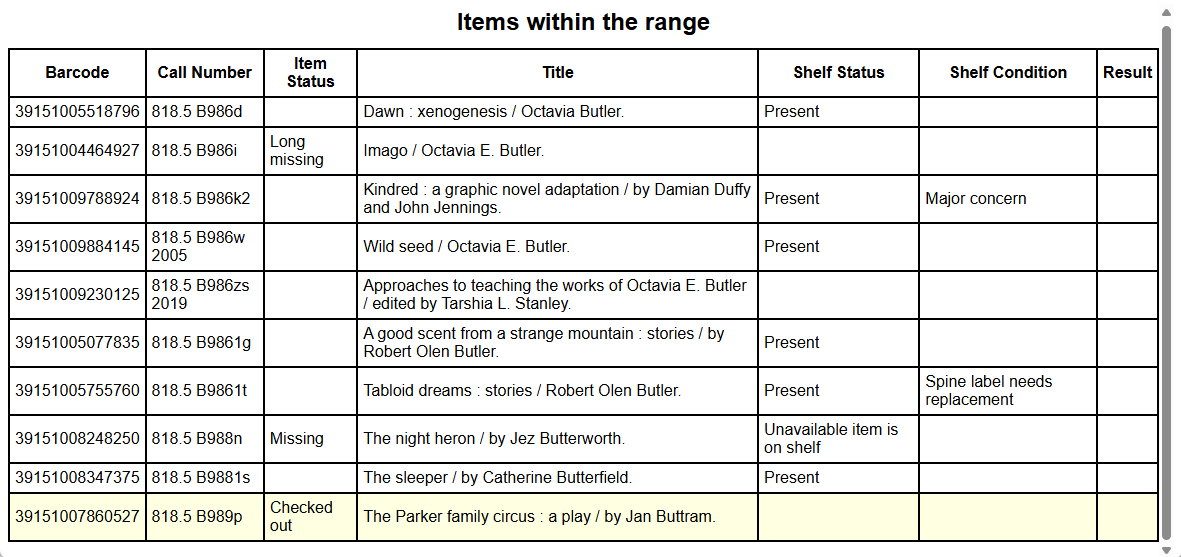 Items within the range
Barcode Call Number Item Status Title Shelf Status Shelf Condition Result
39151005518796 818.5 B986d Dawn : xenogenesis / Octavia Butler. Present
39151004464927 818.5 B986i Long missing Imago / Octavia E. Butler.
39151009788924 818.5 B986k2 Kindred : a graphic novel adaptation / by Damian Duffy and John Jennings. Present Major concern
39151009884145 818.5 B986w 2005 Wild seed / Octavia E. Butler. Present
39151009230125 818.5 B986zs 2019 Approaches to teaching the works of Octavia E. Butler / edited by Tarshia L. Stanley.
39151005077835 818.5 B9861g A good scent from a strange mountain : stories / by Robert Olen Butler. Present
39151005755760 818.5 B9861t Tabloid dreams : stories / Robert Olen Butler. Present Spine label needs replacement
39151008248250 818.5 B988n Missing The night heron / by Jez Butterworth. Unavailable item is on shelf
39151008347375 818.5 B9881s The sleeper / by Catherine Butterfield. Present
39151007860527 818.5 B989p Checked out The Parker family circus : a play / by Jan Buttram.